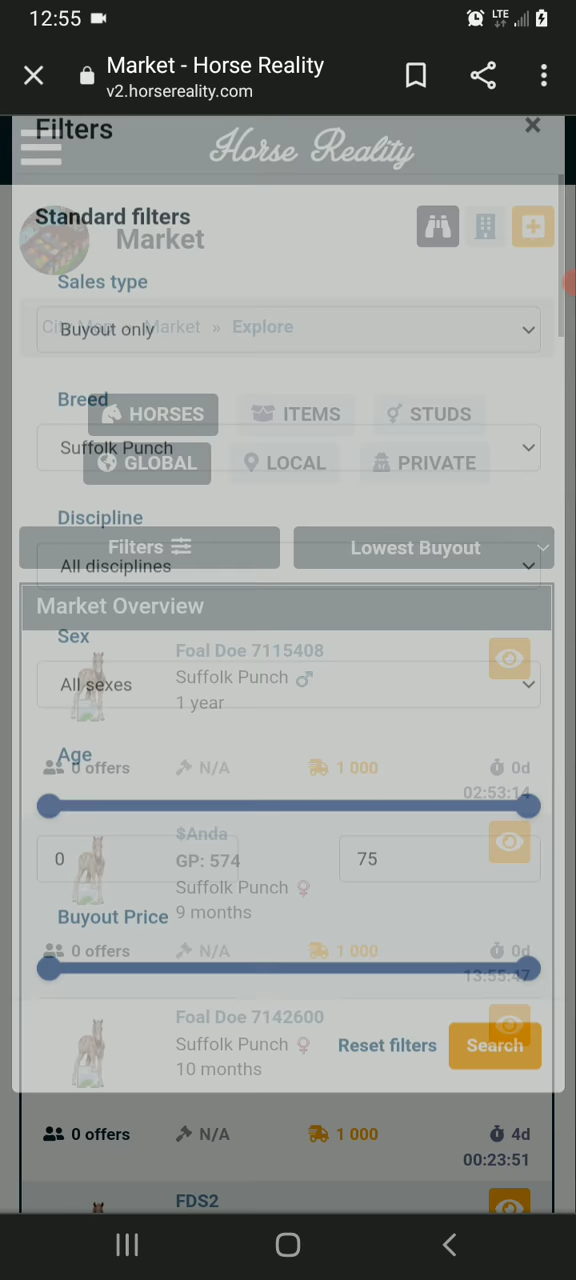 12:55
LTE
Market - Horse Reality
v2.horsereality.com
Filters
Horse Reality
Standard filters
Market
Sales type
City Map » Market » Explore
Buyout only
Breed
HORSES ITEMS STUDS
Suffolk Punch
GLOBAL LOCAL PRIVATE
Discipline
Filters Lowest Buyout
All disciplines
Market Overview
Sex
Foal Doe 7115408
Suffolk Punch
All sexes
1 year
Age
0 offers N/A 1 000 0d
02:53:14
$Anda
0 75
GP: 574
Suffolk Punch
9 months
Buyout Price
0 offers N/A 1 000 0d
13:55:47
Foal Doe 7142600
Suffolk Punch
Reset filters Search
10 months
0 offers N/A 1 000 4d
00:23:51
FDS2